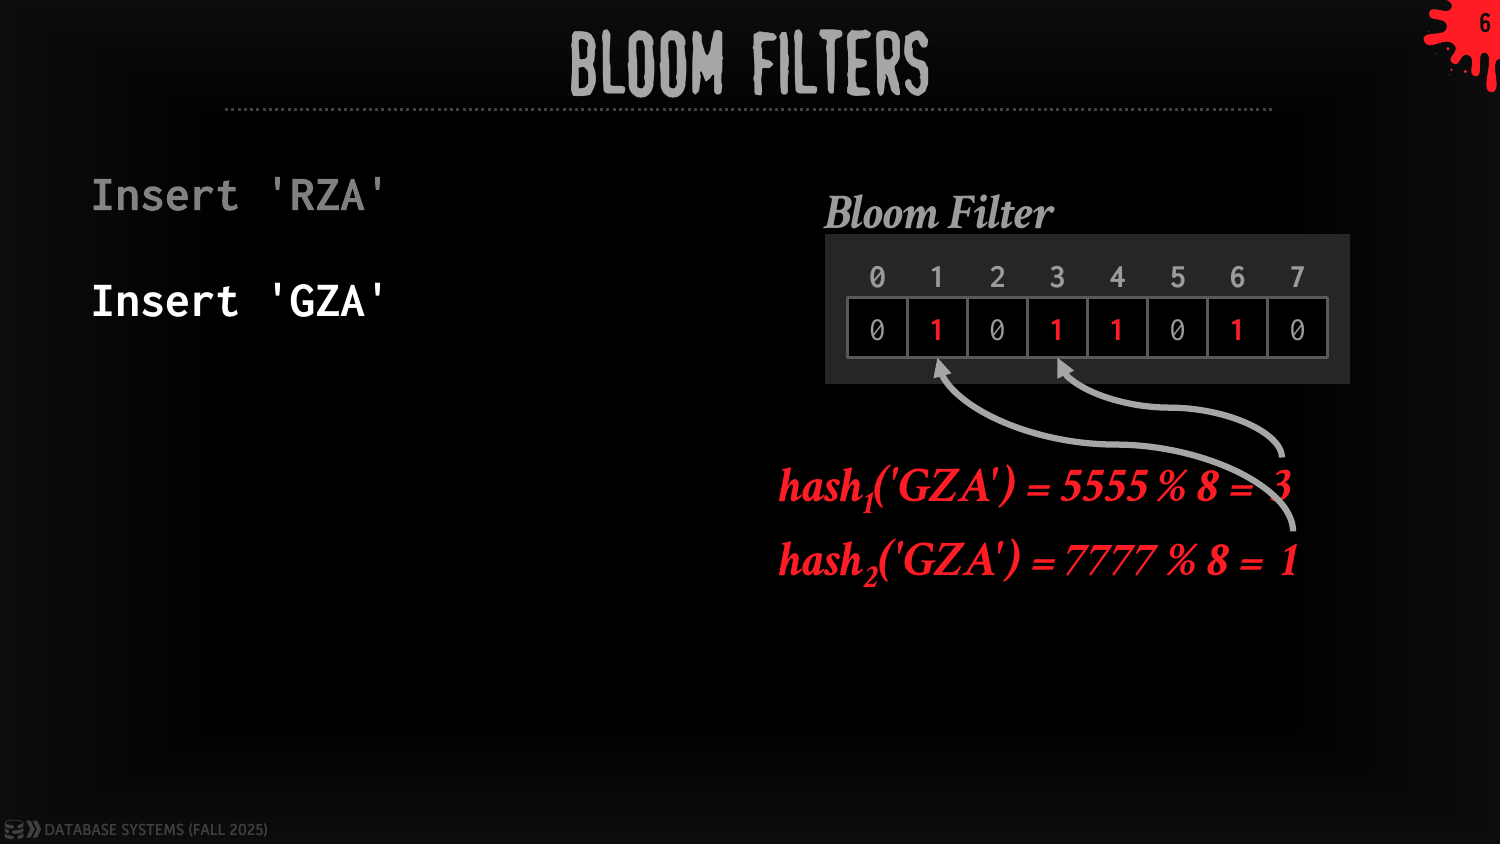 6
BLOOM FILTERS
Insert 'RZA'
Insert 'GZA'
Bloom Filter
0 1 2 3 4 5 6 7
0 1 0 1 1 0 1 0
hash1('GZA') = 5555 % 8 = 3
hash2('GZA') = 7777 % 8 = 1
DATABASE SYSTEMS (FALL 2025)